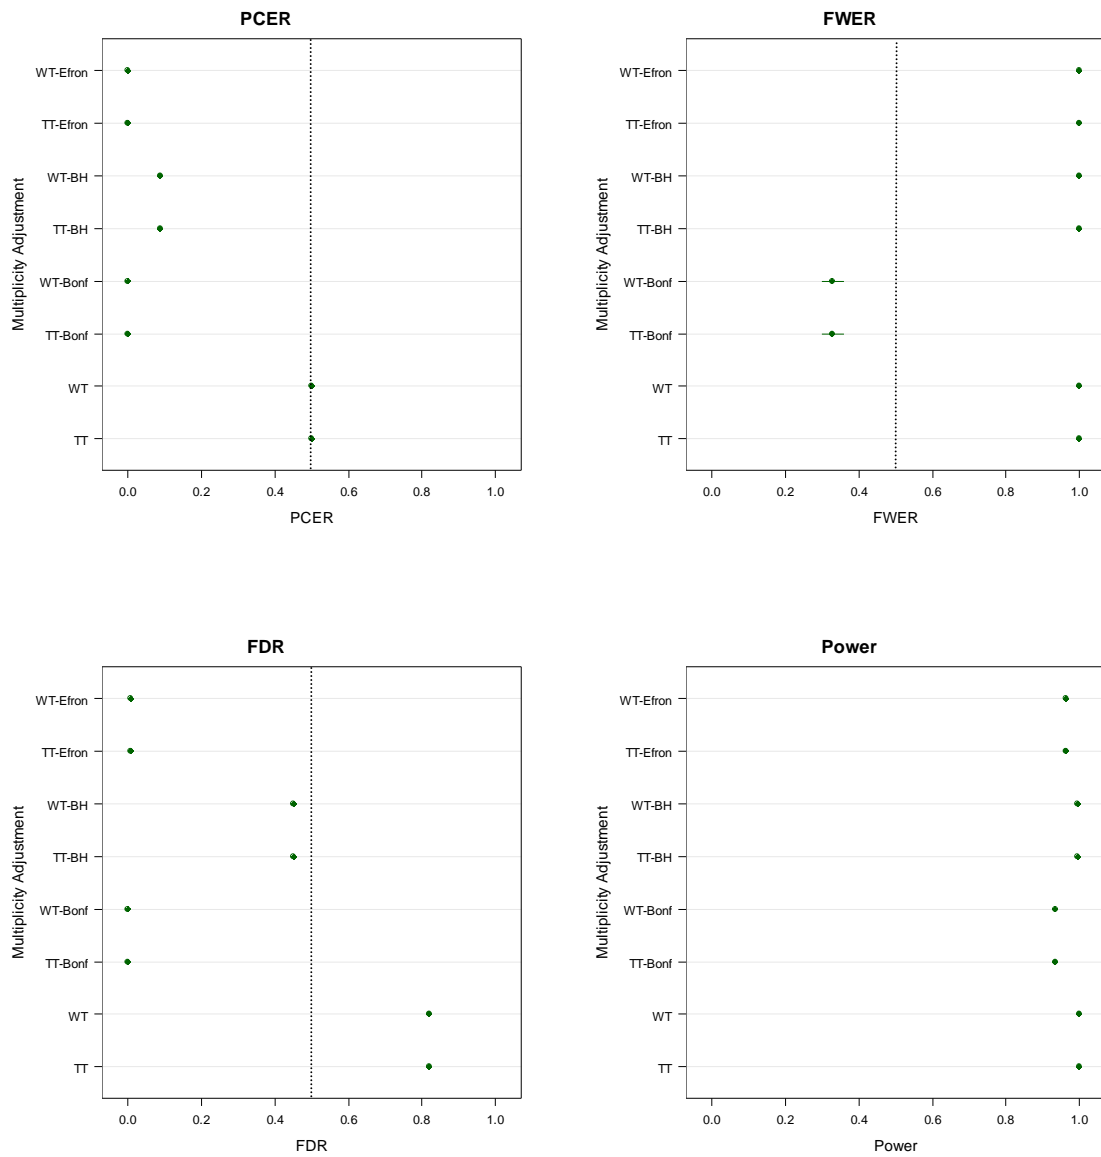 PCER
WT-Efron
TT-Efron
WT-BH
TT-BH
WT-Bonf
TT-Bonf
WT
TT
Multiplicity Adjustment
0.0 0.2 0.4 0.6 0.8 1.0
PCER
FWER
WT-Efron
TT-Efron
WT-BH
TT-BH
WT-Bonf
TT-Bonf
WT
TT
Multiplicity Adjustment
0.0 0.2 0.4 0.6 0.8 1.0
FWER
FDR
WT-Efron
TT-Efron
WT-BH
TT-BH
WT-Bonf
TT-Bonf
WT
TT
Multiplicity Adjustment
0.0 0.2 0.4 0.6 0.8 1.0
FDR
Power
WT-Efron
TT-Efron
WT-BH
TT-BH
WT-Bonf
TT-Bonf
WT
TT
Multiplicity Adjustment
0.0 0.2 0.4 0.6 0.8 1.0
Power